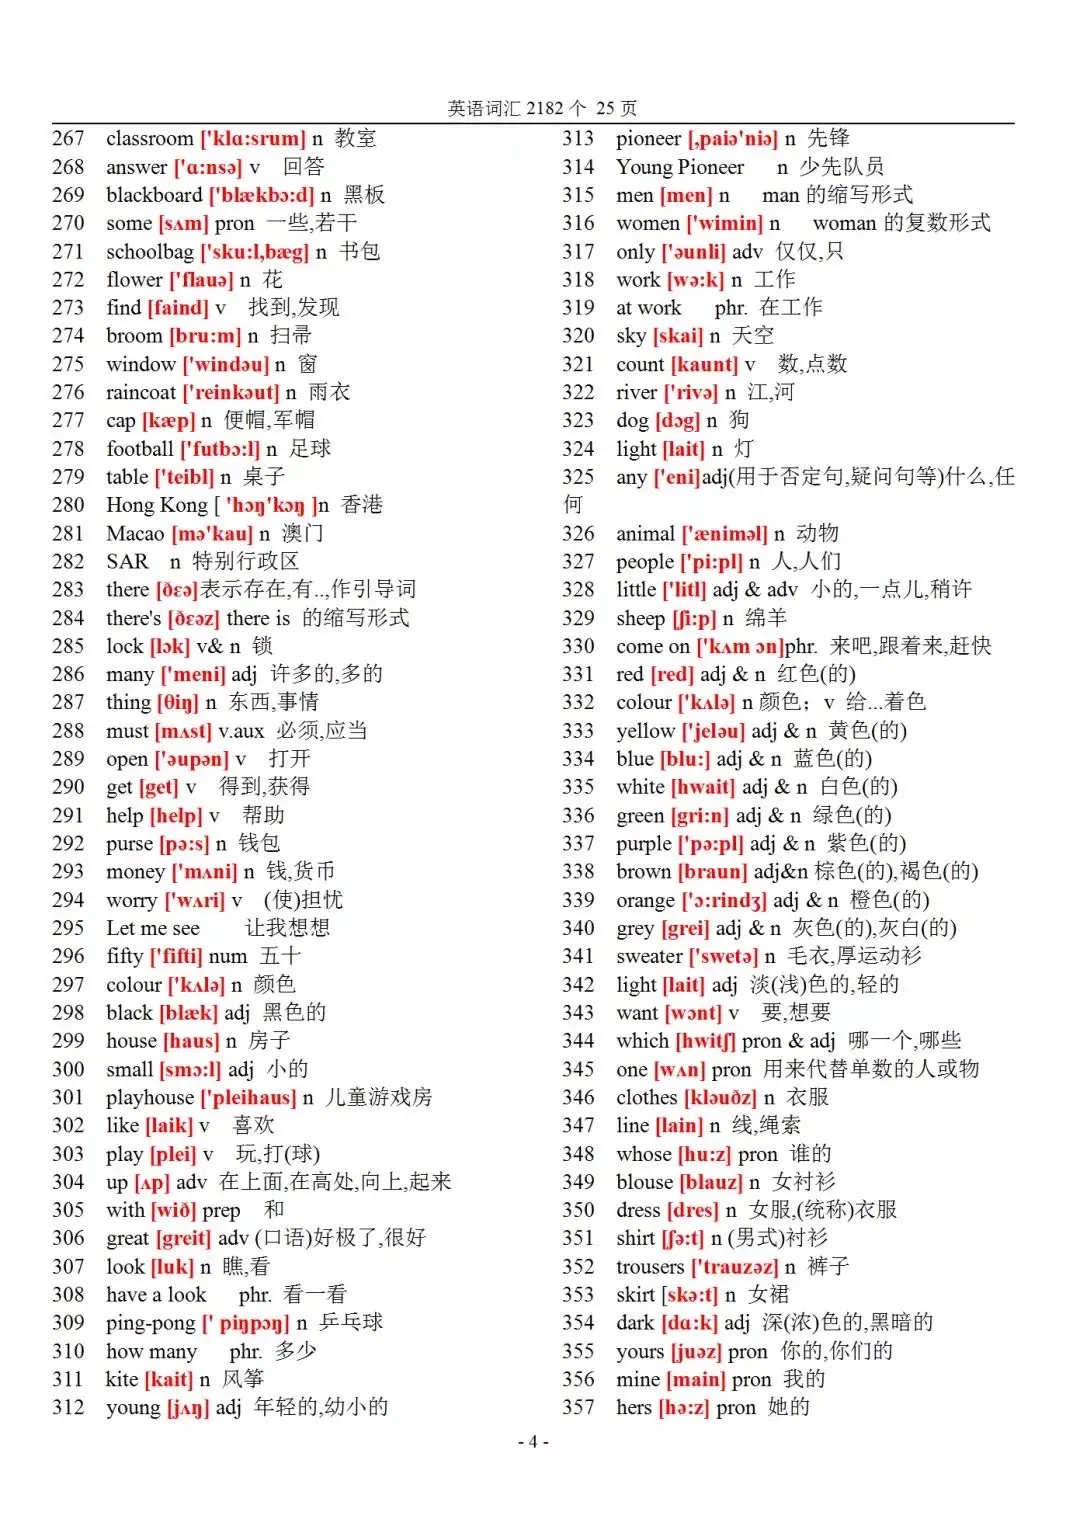 英语词汇 2182 个 25 页
267 classroom ['klɑ:srum] n 教室
268 answer ['ɑ:nsə] v 回答
269 blackboard ['blækbɔ:d] n 黑板
270 some [sʌm] pron 一些,若干
271 schoolbag ['sku:l,bæg] n 书包
272 flower ['flauə] n 花
273 find [faind] v 找到,发现
274 broom [bru:m] n 扫帚
275 window ['windəu] n 窗
276 raincoat ['reinkəut] n 雨衣
277 cap [kæp] n 便帽,军帽
278 football ['futbɔ:l] n 足球
279 table ['teibl] n 桌子
280 Hong Kong [ 'hɔŋ'kɔŋ ]n 香港
281 Macao [mə'kau] n 澳门
282 SAR n 特别行政区
283 there [ðɛə]表示存在,有..,作引导词
284 there's [ðɛəz] there is 的缩写形式
285 lock [lɔk] v& n 锁
286 many ['meni] adj 许多的,多的
287 thing [θiŋ] n 东西,事情
288 must [mʌst] v.aux 必须,应当
289 open ['əupən] v 打开
290 get [get] v 得到,获得
291 help [help] v 帮助
292 purse [pə:s] n 钱包
293 money ['mʌni] n 钱,货币
294 worry ['wʌri] v (使)担忧
295 Let me see 让我想想
296 fifty ['fifti] num 五十
297 colour ['kʌlə] n 颜色
298 black [blæk] adj 黑色的
299 house [haus] n 房子
300 small [smɔ:l] adj 小的
301 playhouse ['pleihaus] n 儿童游戏房
302 like [laik] v 喜欢
303 play [plei] v 玩,打(球)
304 up [ʌp] adv 在上面,在高处,向上,起来
305 with [wið] prep 和
306 great [greit] adv (口语)好极了,很好
307 look [luk] n 瞧,看
308 have a look phr. 看一看
309 ping-pong [' piŋpɔŋ] n 乒乓球
310 how many phr. 多少
311 kite [kait] n 风筝
312 young [jʌŋ] adj 年轻的,幼小的
313 pioneer [,paiə'niə] n 先锋
314 Young Pioneer n 少先队员
315 men [men] n man 的缩写形式
316 women ['wimin] n woman 的复数形式
317 only ['əunli] adv 仅仅,只
318 work [wə:k] n 工作
319 at work phr. 在工作
320 sky [skai] n 天空
321 count [kaunt] v 数,点数
322 river ['rivə] n 江,河
323 dog [dɔg] n 狗
324 light [lait] n 灯
325 any ['eni]adj(用于否定句,疑问句等)什么,任
何
326 animal ['æniməl] n 动物
327 people ['pi:pl] n 人,人们
328 little ['litl] adj & adv 小的,一点儿,稍许
329 sheep [ʃi:p] n 绵羊
330 come on ['kʌm ɔn]phr. 来吧,跟着来,赶快
331 red [red] adj & n 红色(的)
332 colour ['kʌlə] n 颜色；v 给...着色
333 yellow ['jeləu] adj & n 黄色(的)
334 blue [blu:] adj & n 蓝色(的)
335 white [hwait] adj & n 白色(的)
336 green [gri:n] adj & n 绿色(的)
337 purple ['pə:pl] adj & n 紫色(的)
338 brown [braun] adj&n 棕色(的),褐色(的)
339 orange ['ɔ:rindʒ] adj & n 橙色(的)
340 grey [grei] adj & n 灰色(的),灰白(的)
341 sweater ['swetə] n 毛衣,厚运动衫
342 light [lait] adj 淡(浅)色的,轻的
343 want [wɔnt] v 要,想要
344 which [hwitʃ] pron & adj 哪一个,哪些
345 one [wʌn] pron 用来代替单数的人或物
346 clothes [kləuðz] n 衣服
347 line [lain] n 线,绳索
348 whose [hu:z] pron 谁的
349 blouse [blauz] n 女衬衫
350 dress [dres] n 女服,(统称)衣服
351 shirt [ʃə:t] n (男式)衬衫
352 trousers ['trauzəz] n 裤子
353 skirt [skə:t] n 女裙
354 dark [dɑ:k] adj 深(浓)色的,黑暗的
355 yours [juəz] pron 你的,你们的
356 mine [main] pron 我的
357 hers [hə:z] pron 她的
- 4 -